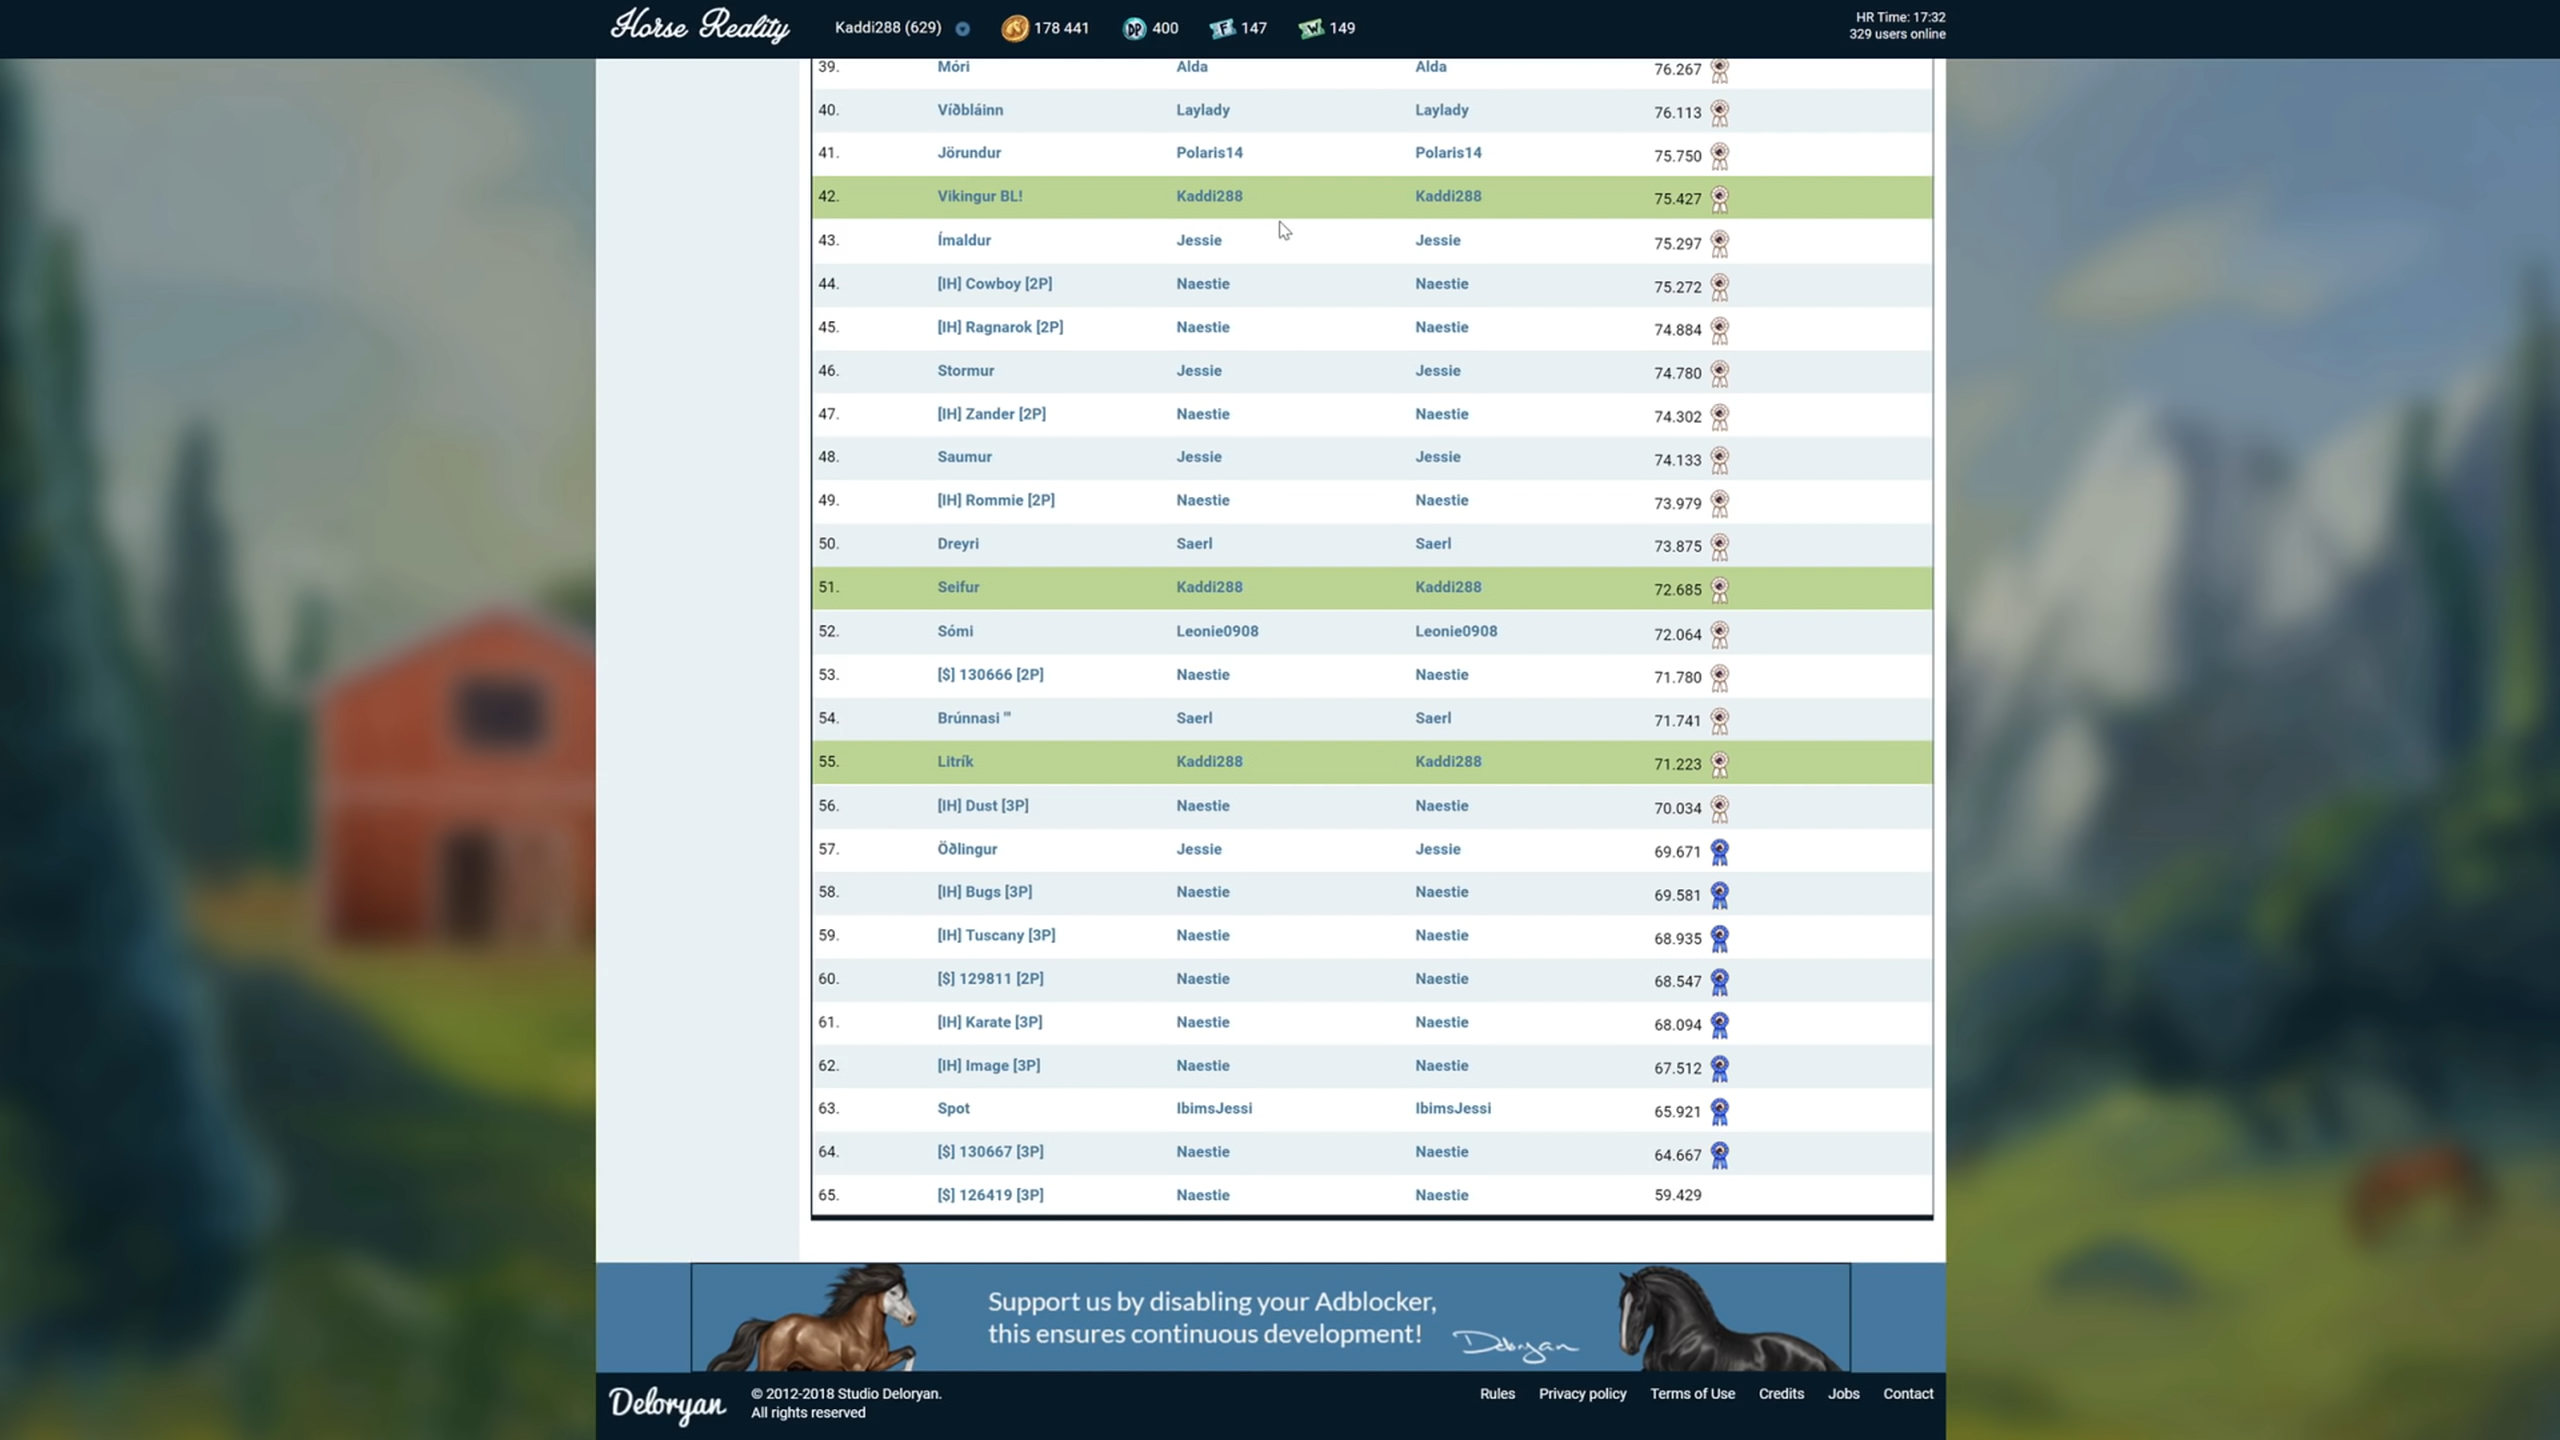 Horse Reality
Kaddi288 (629) 178 441 400 147 149
HR Time: 17:32
329 users online
39. Móri Alda Alda 76.267
40. Víðbláinn Laylady Laylady 76.113
41. Jörundur Polaris14 Polaris14 75.750
42. Vikingur BL! Kaddi288 Kaddi288 75.427
43. Ímaldur Jessie Jessie 75.297
44. [IH] Cowboy [2P] Naestie Naestie 75.272
45. [IH] Ragnarok [2P] Naestie Naestie 74.884
46. Stormur Jessie Jessie 74.780
47. [IH] Zander [2P] Naestie Naestie 74.302
48. Saumur Jessie Jessie 74.133
49. [IH] Rommie [2P] Naestie Naestie 73.979
50. Dreyri Saerl Saerl 73.875
51. Seifur Kaddi288 Kaddi288 72.685
52. Sómi Leonie0908 Leonie0908 72.064
53. [$] 130666 [2P] Naestie Naestie 71.780
54. Brúnnasi '" Saerl Saerl 71.741
55. Litrík Kaddi288 Kaddi288 71.223
56. [IH] Dust [3P] Naestie Naestie 70.034
57. Öðlingur Jessie Jessie 69.671
58. [IH] Bugs [3P] Naestie Naestie 69.581
59. [IH] Tuscany [3P] Naestie Naestie 68.935
60. [$] 129811 [2P] Naestie Naestie 68.547
61. [IH] Karate [3P] Naestie Naestie 68.094
62. [IH] Image [3P] Naestie Naestie 67.512
63. Spot IbimsJessi IbimsJessi 65.921
64. [$] 130667 [3P] Naestie Naestie 64.667
65. [$] 126419 [3P] Naestie Naestie 59.429
Support us by disabling your Adblocker,
this ensures continuous development!
Deloryan
Deloryan
© 2012-2018 Studio Deloryan.
All rights reserved
Rules Privacy policy Terms of Use Credits Jobs Contact